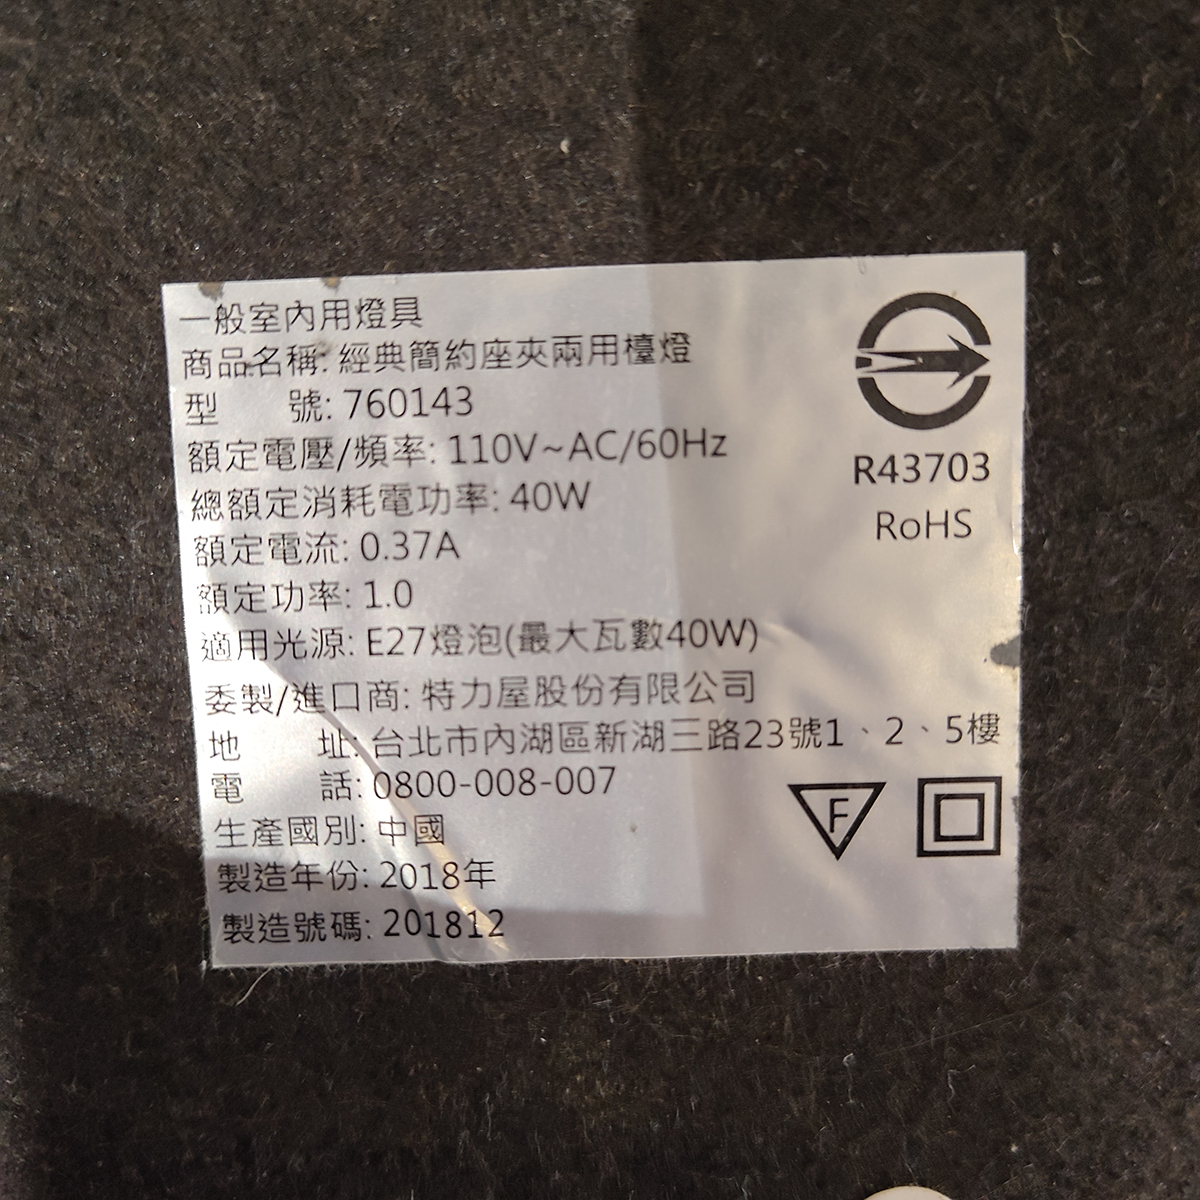 一般室內用燈具
商品名稱: 經典簡約座夾兩用檯燈
型 號: 760143
額定電壓/頻率: 110V~AC/60Hz
總額定消耗電功率: 40W
額定電流: 0.37A
額定功率: 1.0
適用光源: E27燈泡(最大瓦數40W)
委製/進口商: 特力屋股份有限公司
地 址: 台北市內湖區新湖三路23號1、2、5樓
電 話: 0800-008-007
生產國別: 中國
製造年份: 2018年
製造號碼: 201812
R43703
RoHS
F